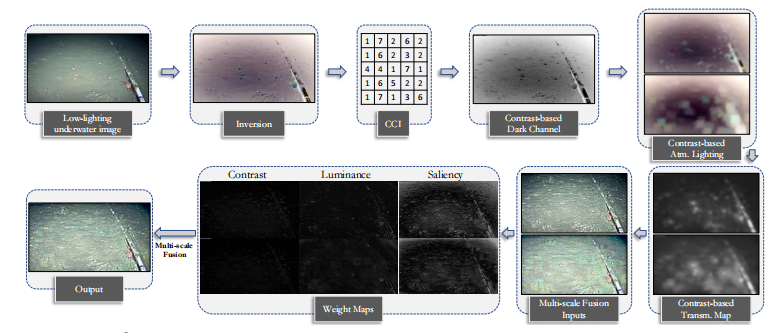 Low-lighting
underwater image
Inversion
1 7 2 6 2
1 6 2 3 1
4 4 1 7 1
1 6 5 2 2
1 7 1 3 6
CCI
Contrast-based
Dark Channel
Contrast-based
Atm. Lighting
Contrast Luminance Saliency
Multi-scale
Fusion
Output
Weight Maps
Multi-scale Fusion
Inputs
Contrast-based
Transm. Map